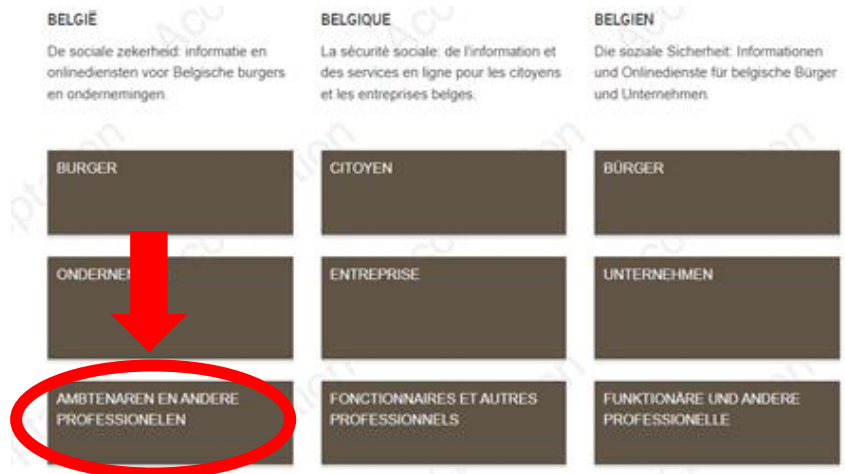 BELGIË
De sociale zekerheid: informatie en
onlinediensten voor Belgische burgers
en ondernemingen.
BURGER
ONDERNE
AMBTENAREN EN ANDERE
PROFESSIONELEN
BELGIQUE
La sécurité sociale: de l'information et
des services en ligne pour les citoyens
et les entreprises belges.
CITOYEN
ENTREPRISE
FONCTIONNAIRES ET AUTRES
PROFESSIONNELS
BELGIEN
Die soziale Sicherheit: Informationen
und Onlinedienste für belgische Bürger
und Unternehmen.
BÜRGER
UNTERNEHMEN
FUNKTIONÄRE UND ANDERE
PROFESSIONELLE